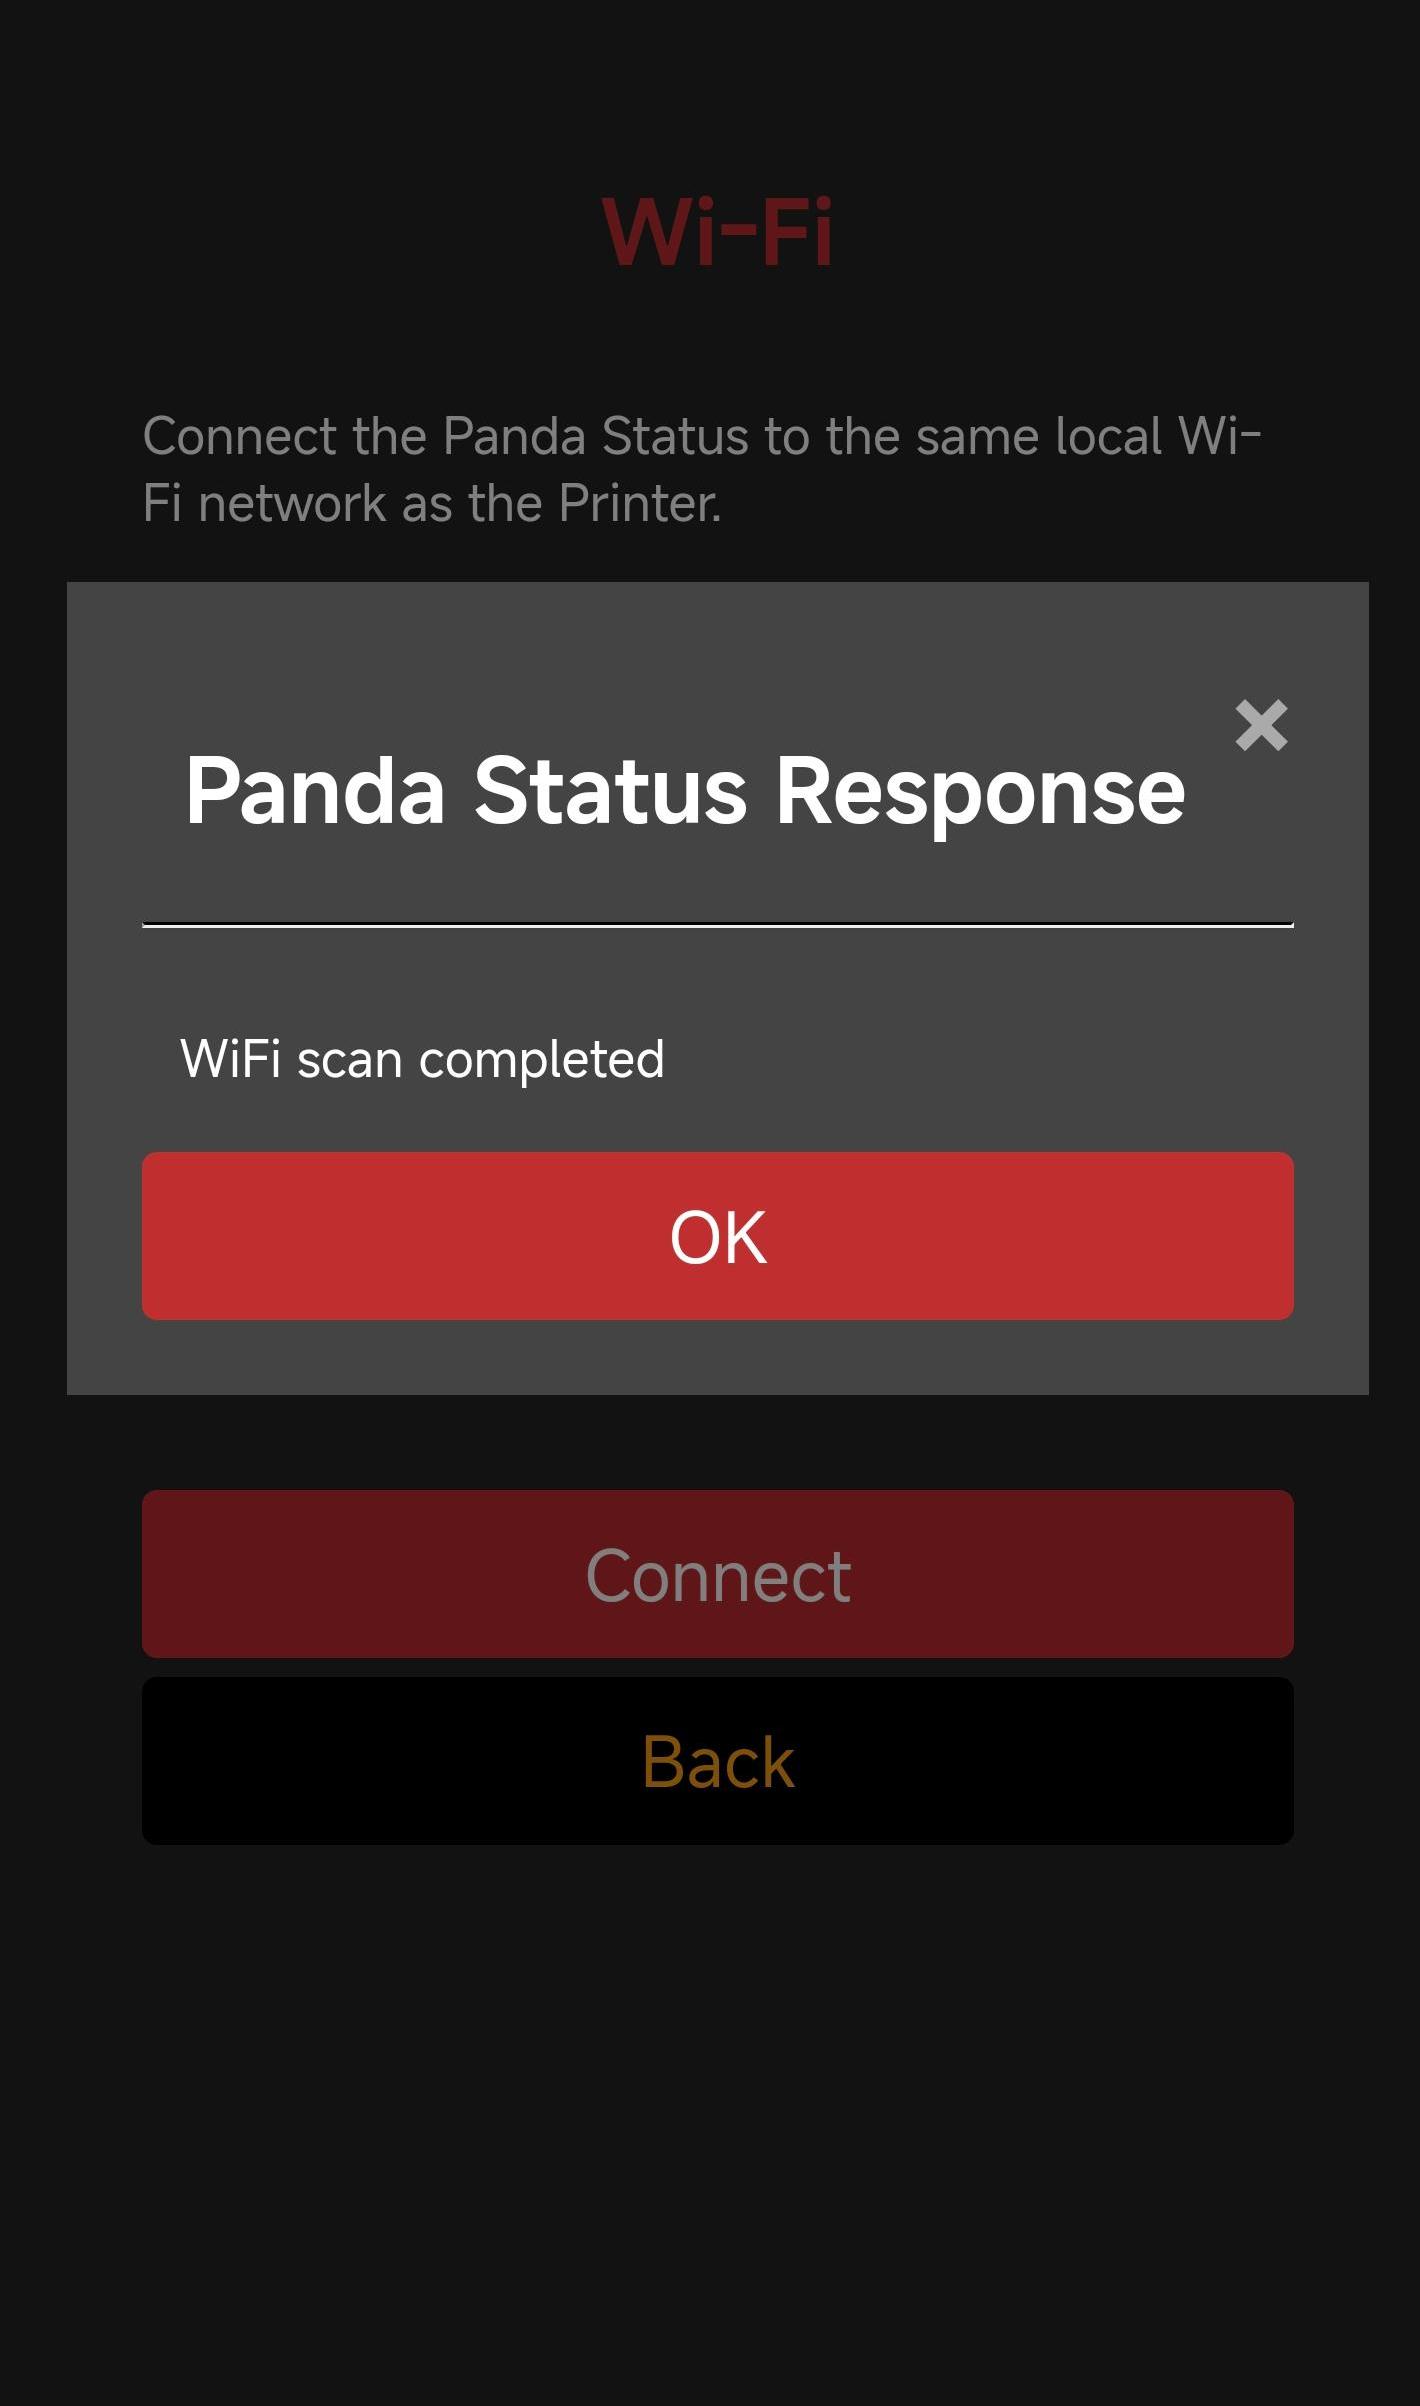 Wi-Fi
Connect the Panda Status to the same local Wi-
Fi network as the Printer.
Panda Status Response
WiFi scan completed
OK
Connect
Back